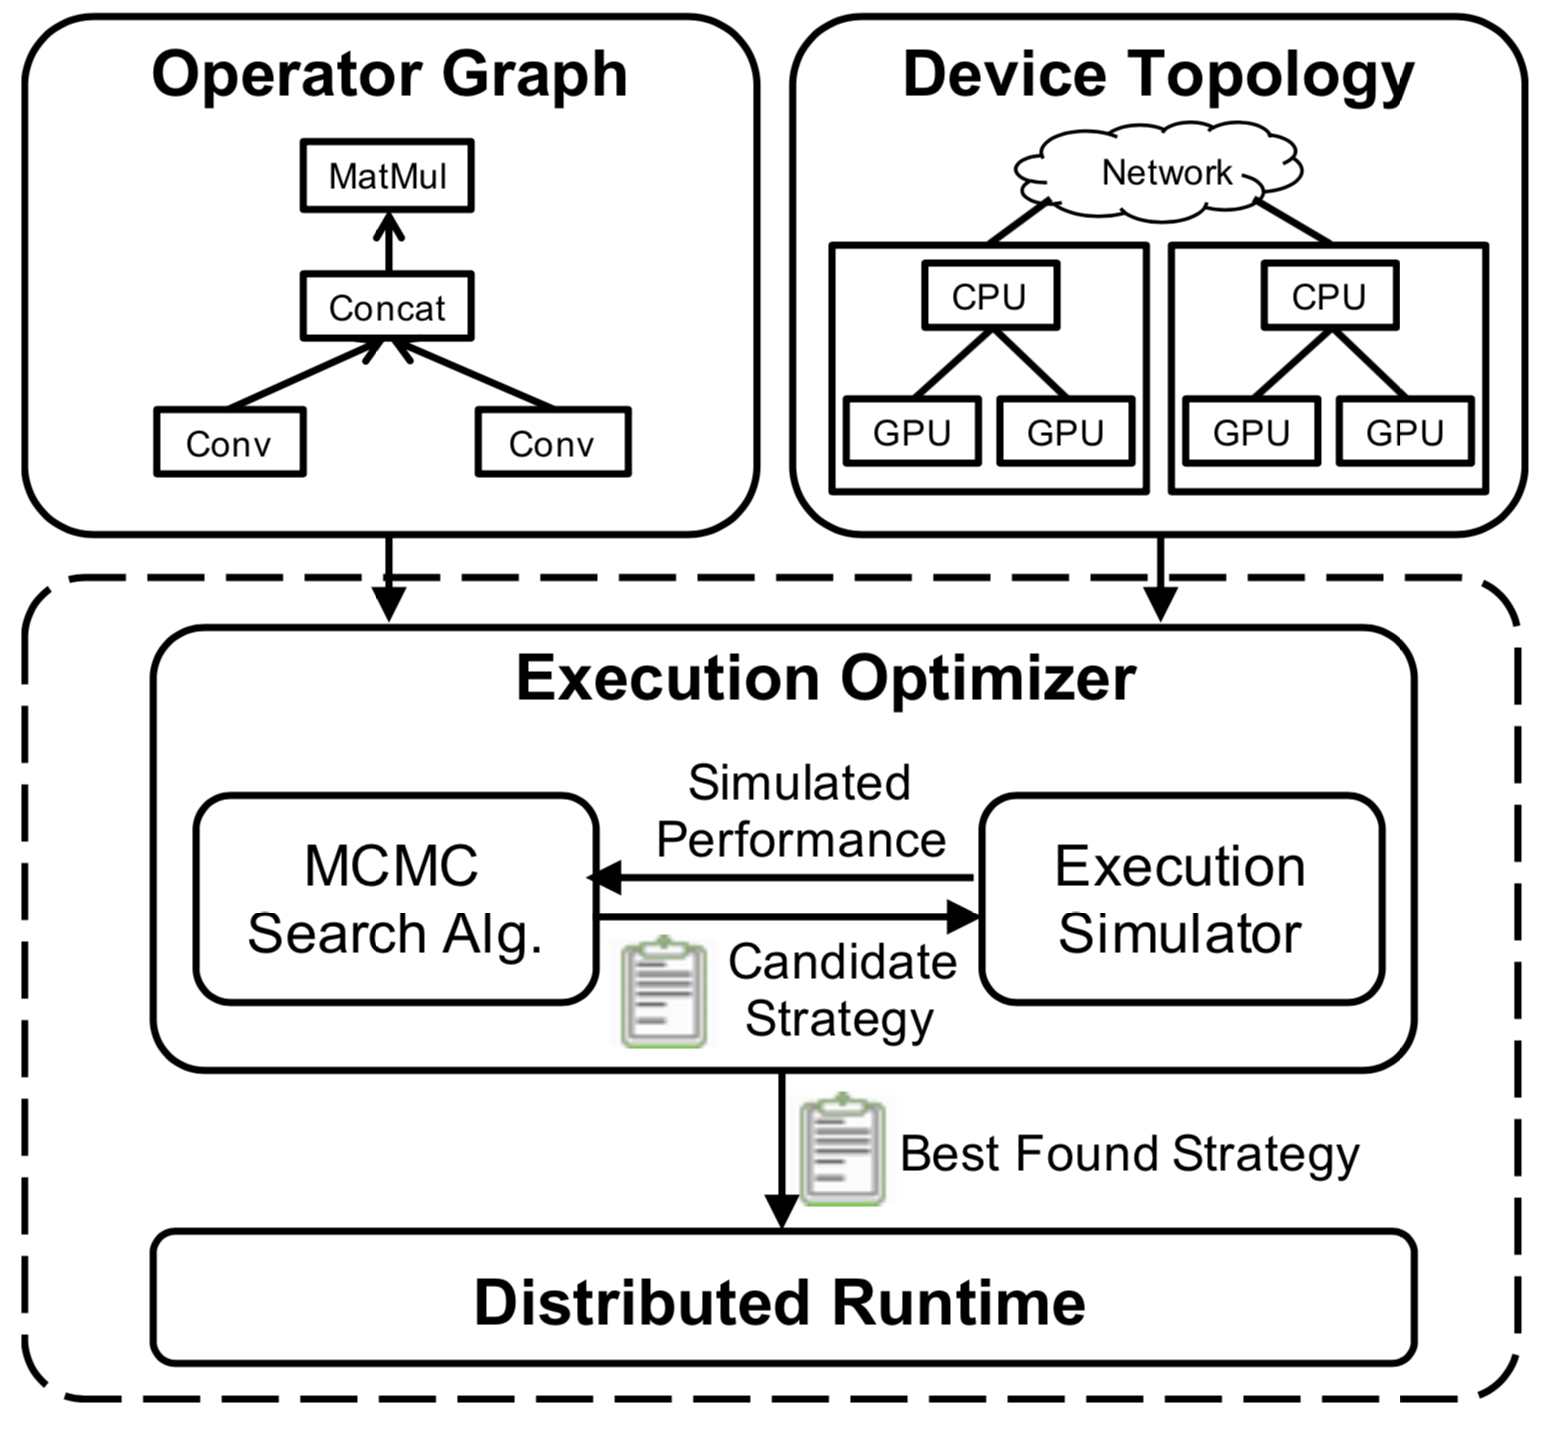 Operator Graph
MatMul
Concat
Conv
Conv
Device Topology
Network
CPU
GPU
GPU
CPU
GPU
GPU
Execution Optimizer
MCMC
Search Alg.
Simulated
Performance
Candidate
Strategy
Execution
Simulator
Best Found Strategy
Distributed Runtime